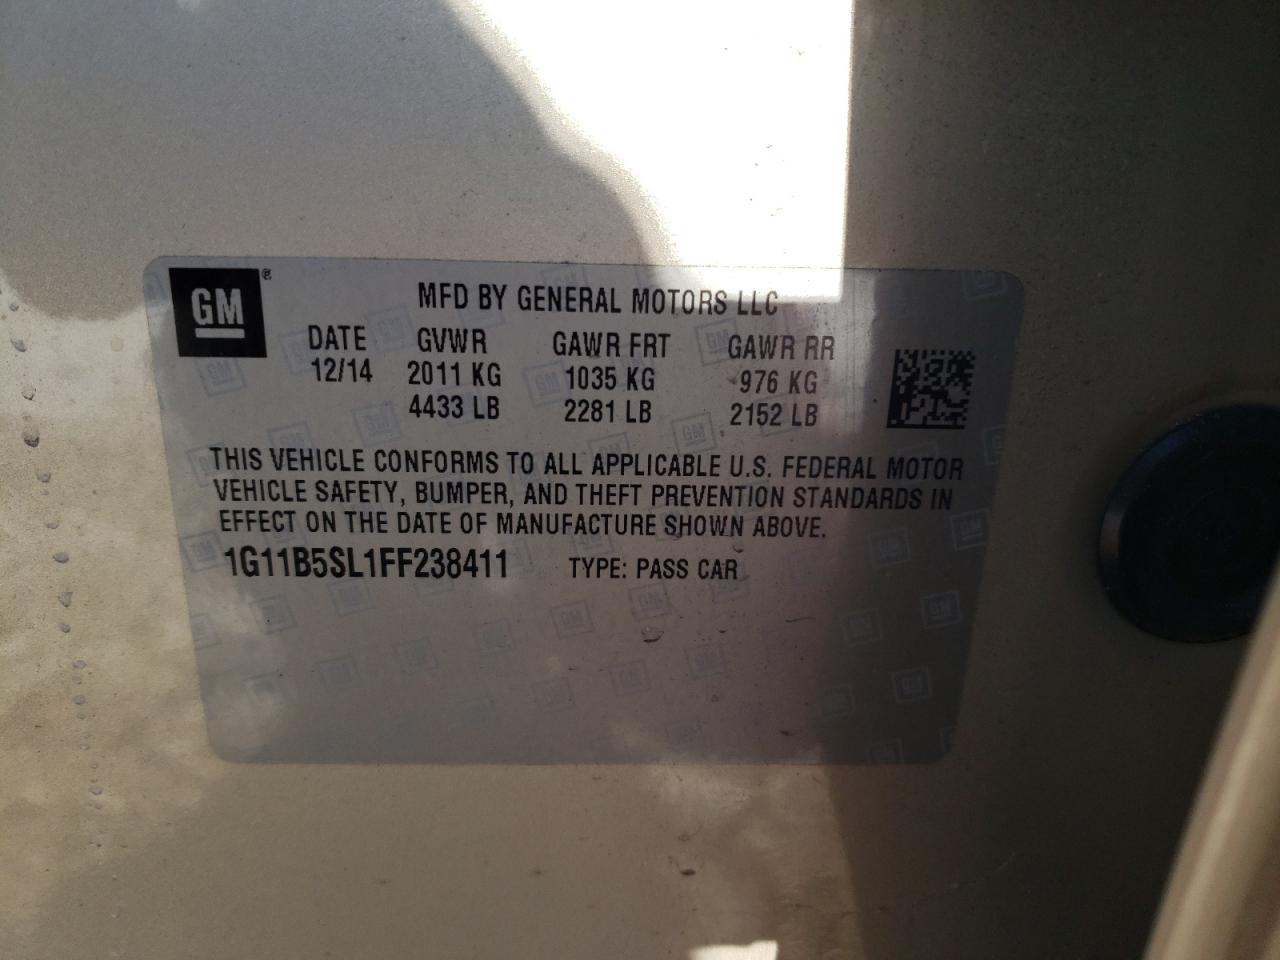 GM ®
MFD BY GENERAL MOTORS LLC
DATE GVWR GAWR FRT GAWR RR
12/14 2011 KG 1035 KG 976 KG
4433 LB 2281 LB 2152 LB
THIS VEHICLE CONFORMS TO ALL APPLICABLE U.S. FEDERAL MOTOR
VEHICLE SAFETY, BUMPER, AND THEFT PREVENTION STANDARDS IN
EFFECT ON THE DATE OF MANUFACTURE SHOWN ABOVE.
1G11B5SL1FF238411 TYPE: PASS CAR